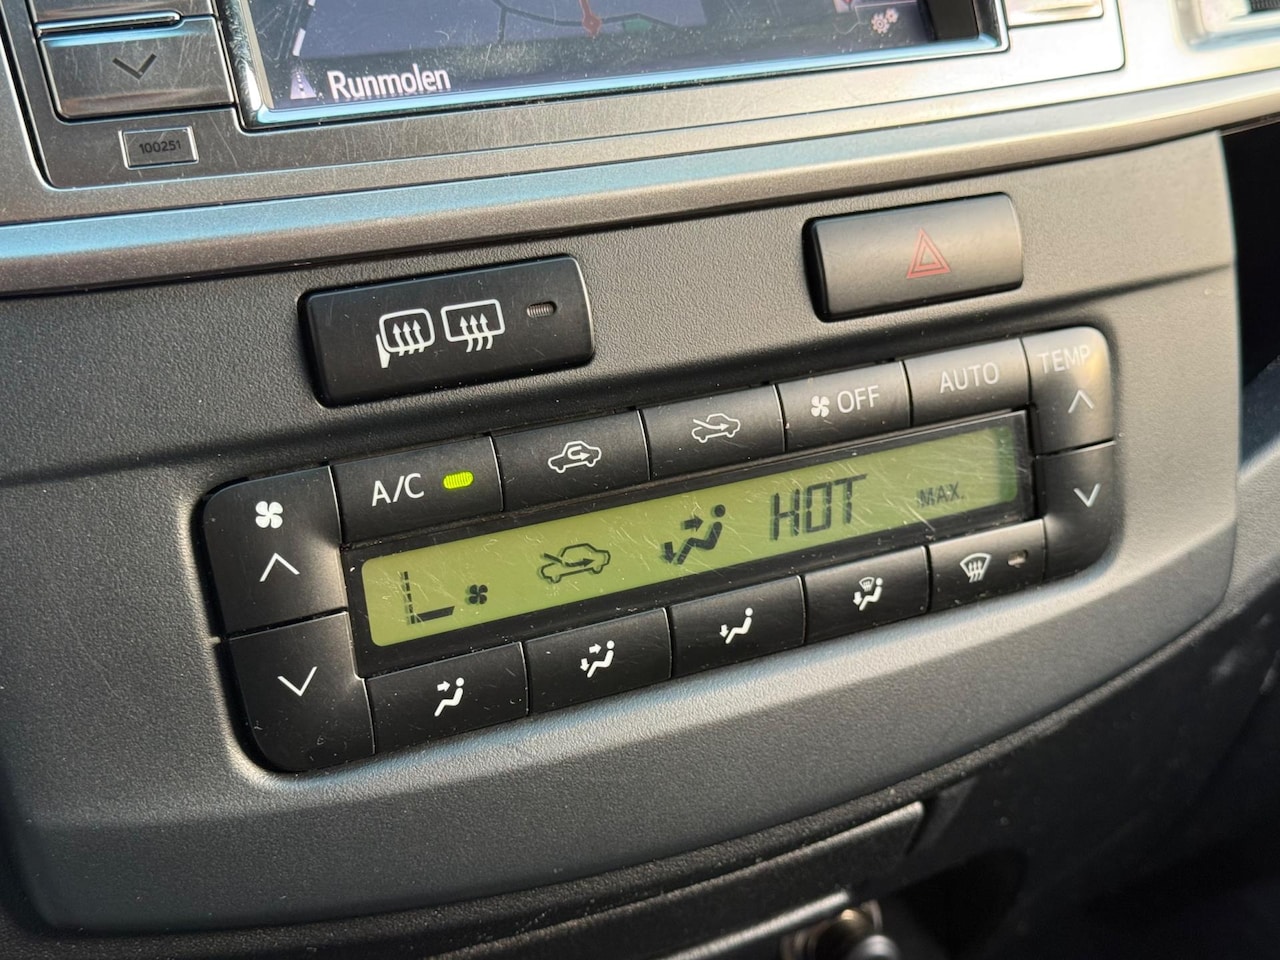 Runmolen
100251
OFF
AUTO
TEMP
A/C
L HOT MAX.